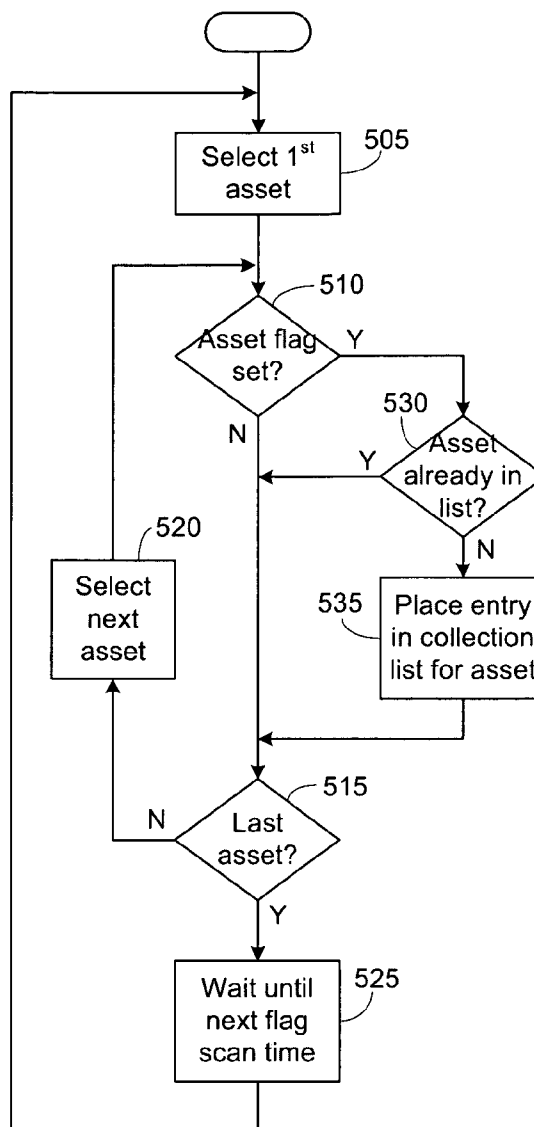 Select 1st
asset
505
510
Asset flag
set?
Y
N
530
Asset
already in
list?
Y
N
520
Select
next
asset
535
Place entry
in collection
list for asset
515
Last
asset?
N
Y
525
Wait until
next flag
scan time